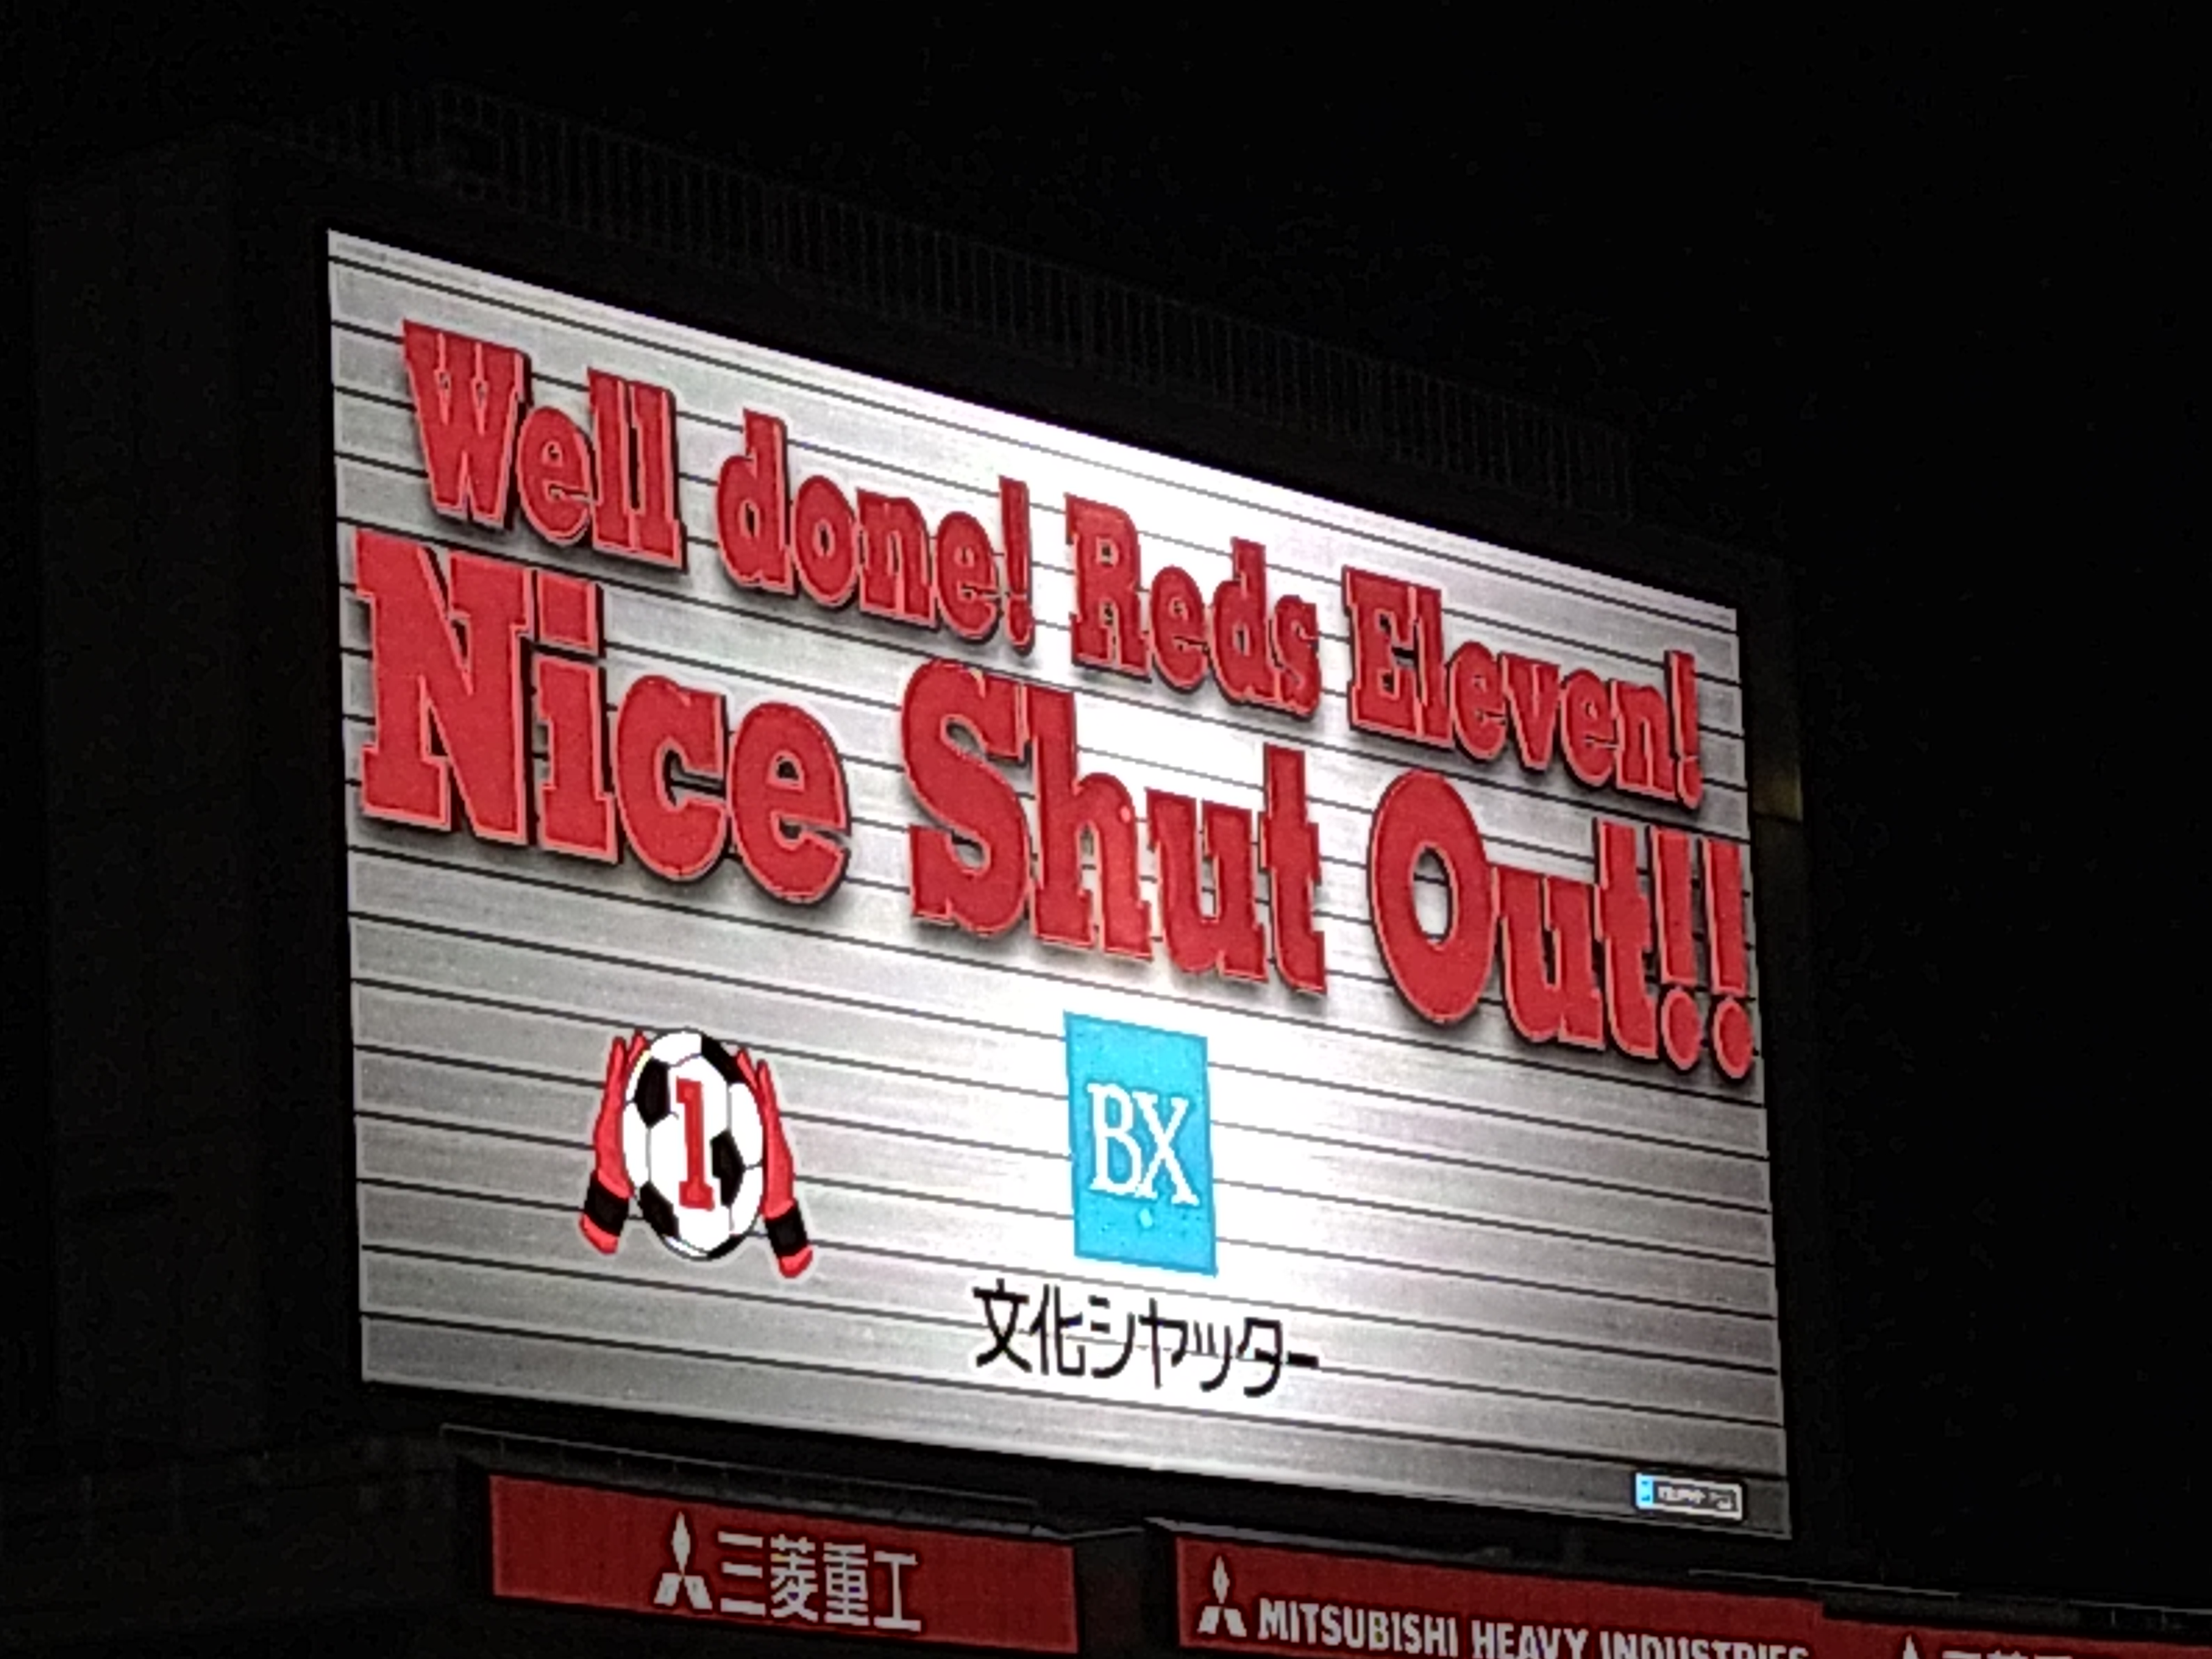 Well done! Reds Eleven!
Nice Shut Out!!
1
BX
文化シヤッター
三菱重工
MITSUBISHI HEAVY INDUSTRIES